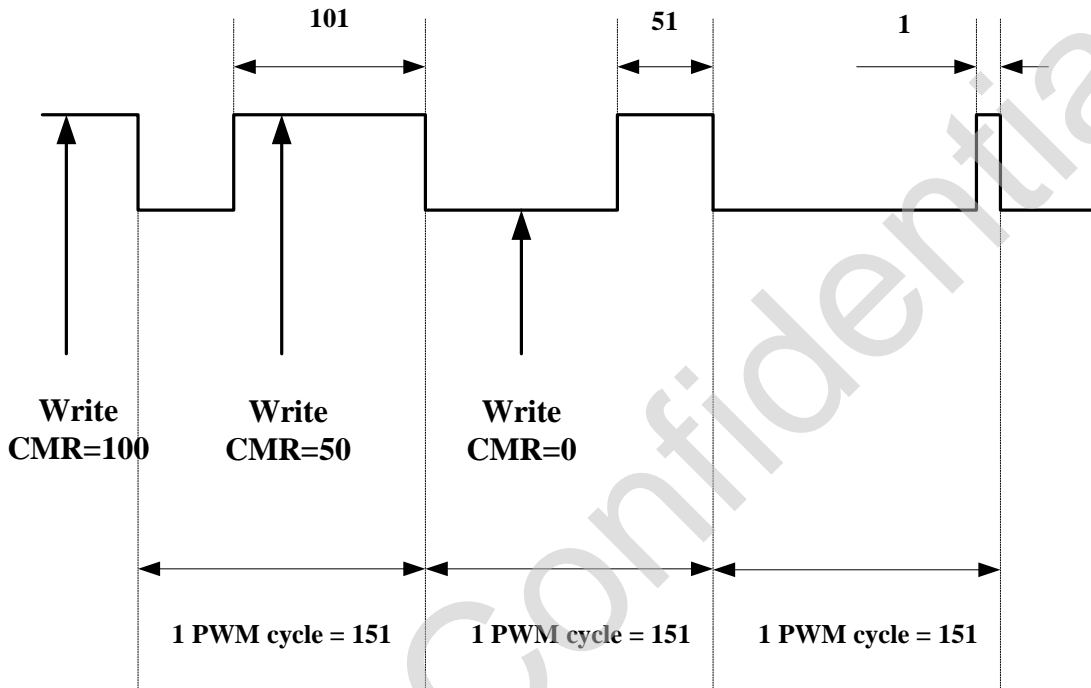 101
51
1
Write
CMR=100
Write
CMR=50
Write
CMR=0
1 PWM cycle = 151
1 PWM cycle = 151
1 PWM cycle = 151
Confidential